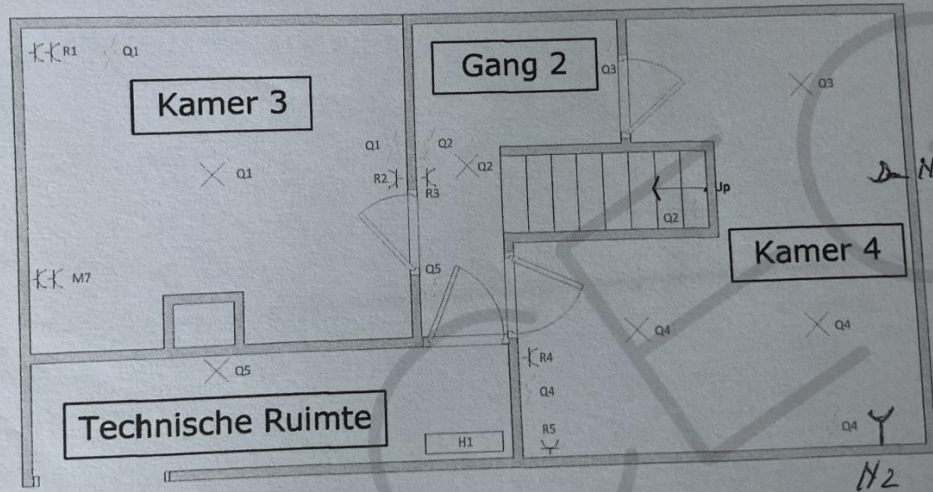 R1
Q1
Kamer 3
Gang 2
Q3
Q3
Q1
Q2
Q1
R2
Q2
R3
Up
Q2
Kamer 4
M7
Q5
Q4
Q4
Q5
R4
Q4
Technische Ruimte
H1
R5
Q4
N2